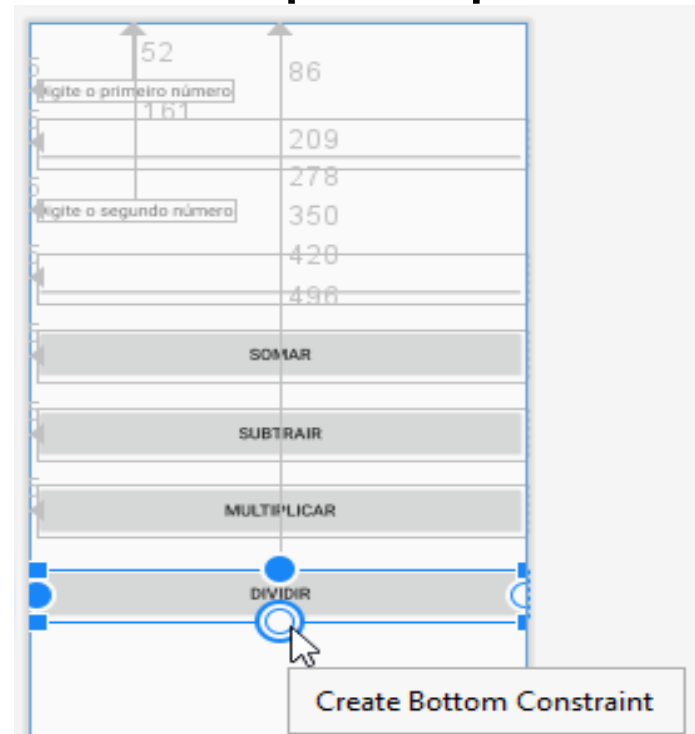 52
86
igite o primeiro número
161
209
278
igite o segundo número
350
420
496
SOMAR
SUBTRAIR
MULTIPLICAR
DIVIDIR
Create Bottom Constraint